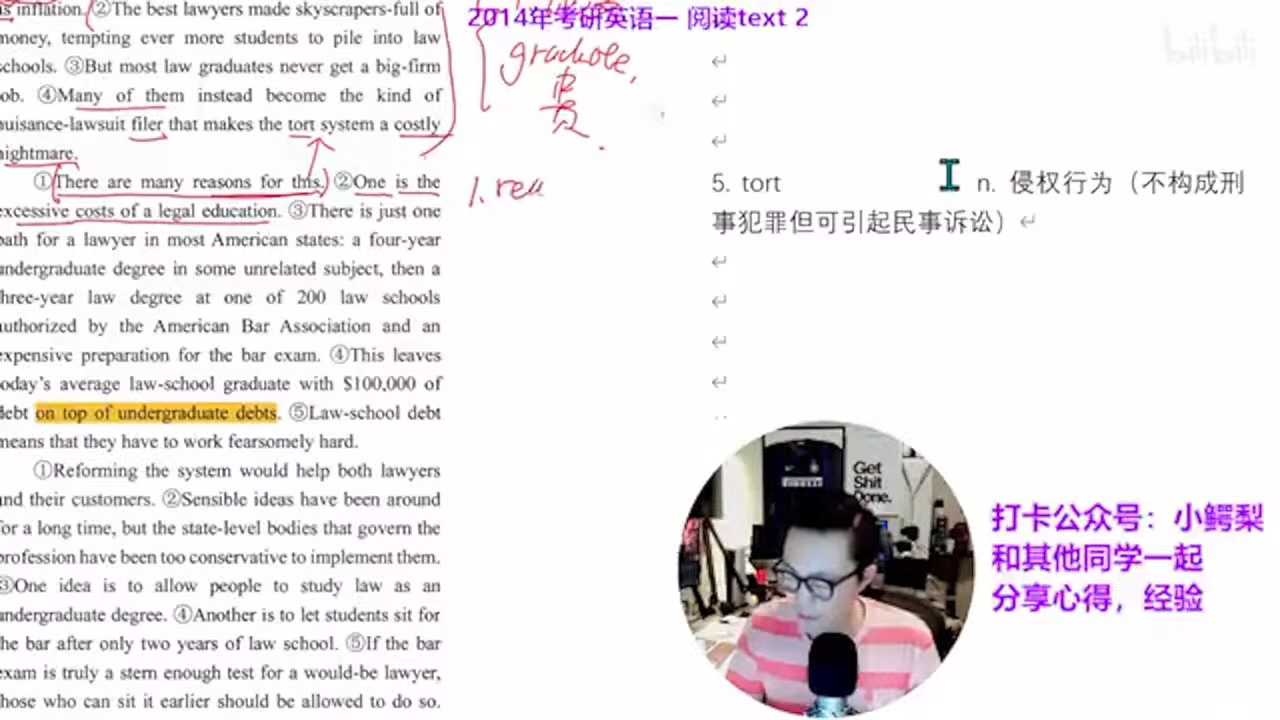 2014年考研英语一 阅读text 2
is inflation. ②The best lawyers made skyscrapers-full of
money, tempting ever more students to pile into law
schools. ③But most law graduates never get a big-firm
job. ④Many of them instead become the kind of
nuisance-lawsuit filer that makes the tort system a costly
nightmare.
①There are many reasons for this. ②One is the
excessive costs of a legal education. ③There is just one
path for a lawyer in most American states: a four-year
undergraduate degree in some unrelated subject, then a
three-year law degree at one of 200 law schools
authorized by the American Bar Association and an
expensive preparation for the bar exam. ④This leaves
today's average law-school graduate with $100,000 of
debt on top of undergraduate debts. ⑤Law-school debt
means that they have to work fearsomely hard.
①Reforming the system would help both lawyers
and their customers. ②Sensible ideas have been around
for a long time, but the state-level bodies that govern the
profession have been too conservative to implement them.
③One idea is to allow people to study law as an
undergraduate degree. ④Another is to let students sit for
the bar after only two years of law school. ⑤If the bar
exam is truly a stern enough test for a would-be lawyer,
those who can sit it earlier should be allowed to do so.
1. rea
bilibili
5. tort n. 侵权行为（不构成刑
事犯罪但可引起民事诉讼）
Get
Shit
Done.
打卡公众号：小鳄梨
和其他同学一起
分享心得，经验